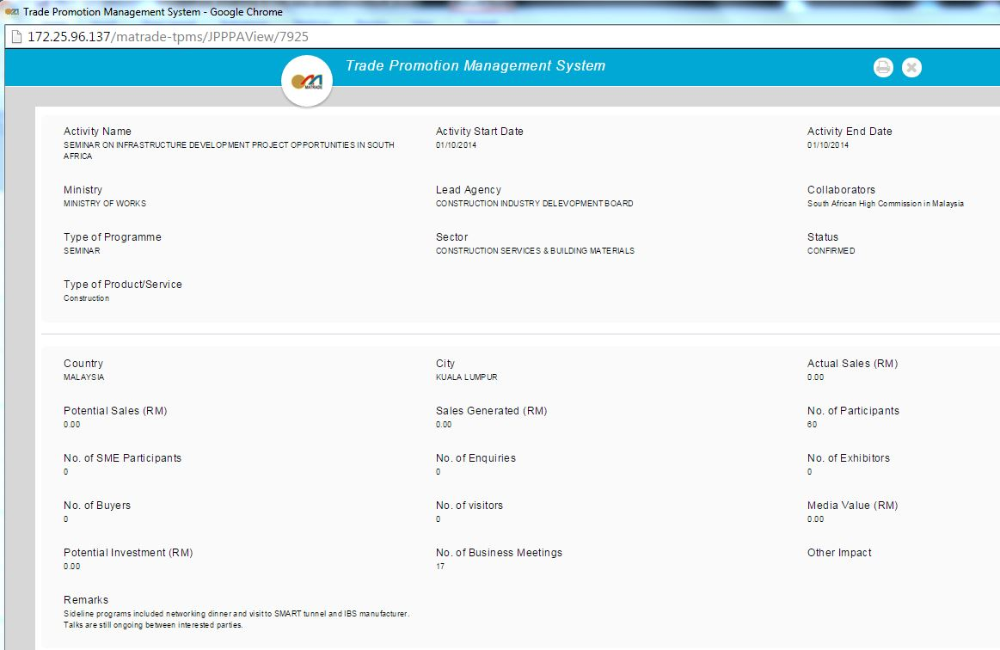 Trade Promotion Management System - Google Chrome
172.25.96.137/matrade-tpms/JPPPAView/7925
Trade Promotion Management System
MATRADE
Activity Name
SEMINAR ON INFRASTRUCTURE DEVELOPMENT PROJECT OPPORTUNITIES IN SOUTH
AFRICA
Activity Start Date
01/10/2014
Activity End Date
01/10/2014
Ministry
MINISTRY OF WORKS
Lead Agency
CONSTRUCTION INDUSTRY DELEVOPMENT BOARD
Collaborators
South African High Commission in Malaysia
Type of Programme
SEMINAR
Sector
CONSTRUCTION SERVICES & BUILDING MATERIALS
Status
CONFIRMED
Type of Product/Service
Construction
Country
MALAYSIA
City
KUALA LUMPUR
Actual Sales (RM)
0.00
Potential Sales (RM)
0.00
Sales Generated (RM)
0.00
No. of Participants
60
No. of SME Participants
0
No. of Enquiries
0
No. of Exhibitors
0
No. of Buyers
0
No. of visitors
0
Media Value (RM)
0.00
Potential Investment (RM)
0.00
No. of Business Meetings
17
Other Impact
Remarks
Sideline programs included networking dinner and visit to SMART tunnel and IBS manufacturer.
Talks are still ongoing between interested parties.